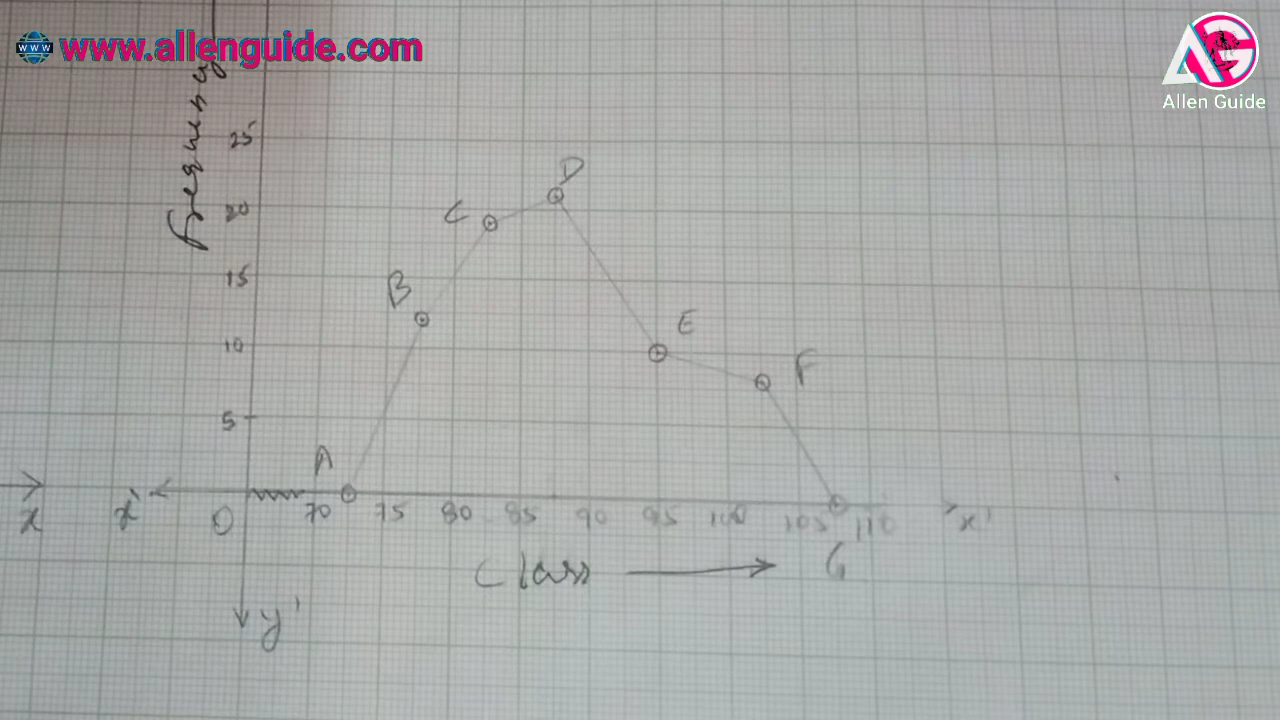 www.allenguide.com
AG
Allen Guide
frequency
25
D
20
C
15
B
E
10
F
5
A
X
X'
O
70 75 80 85 90 95 100 105 110
x'
Class
G
y'